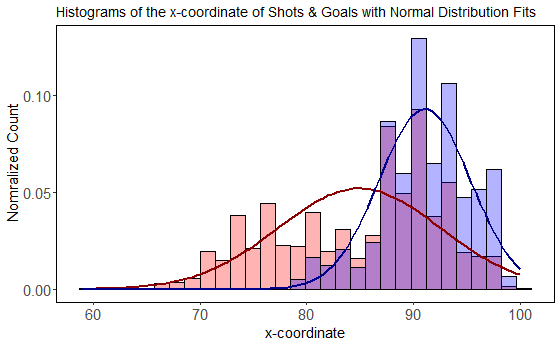 Histograms of the x-coordinate of Shots & Goals with Normal Distribution Fits
Nomralized Count
0.10
0.05
0.00
60 70 80 90 100
x-coordinate